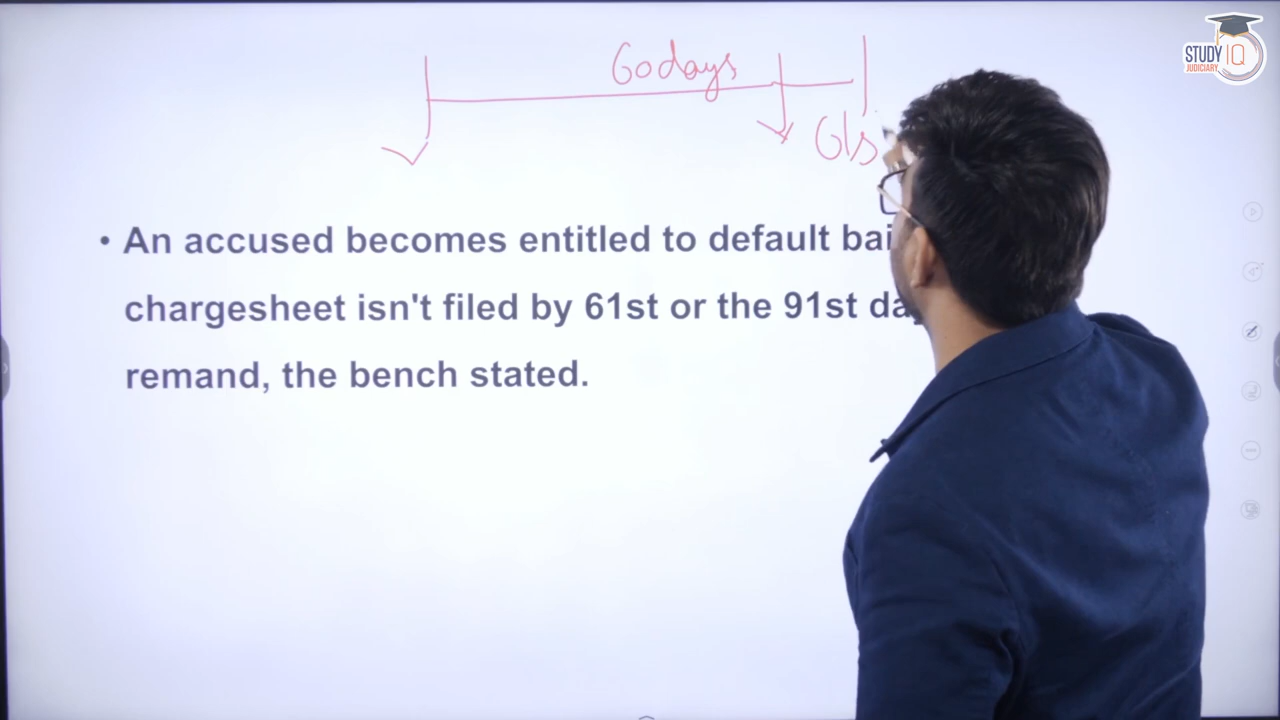 STUDY IQ
JUDICIARY
60days
61s
• An accused becomes entitled to default bai
chargesheet isn't filed by 61st or the 91st da
remand, the bench stated.